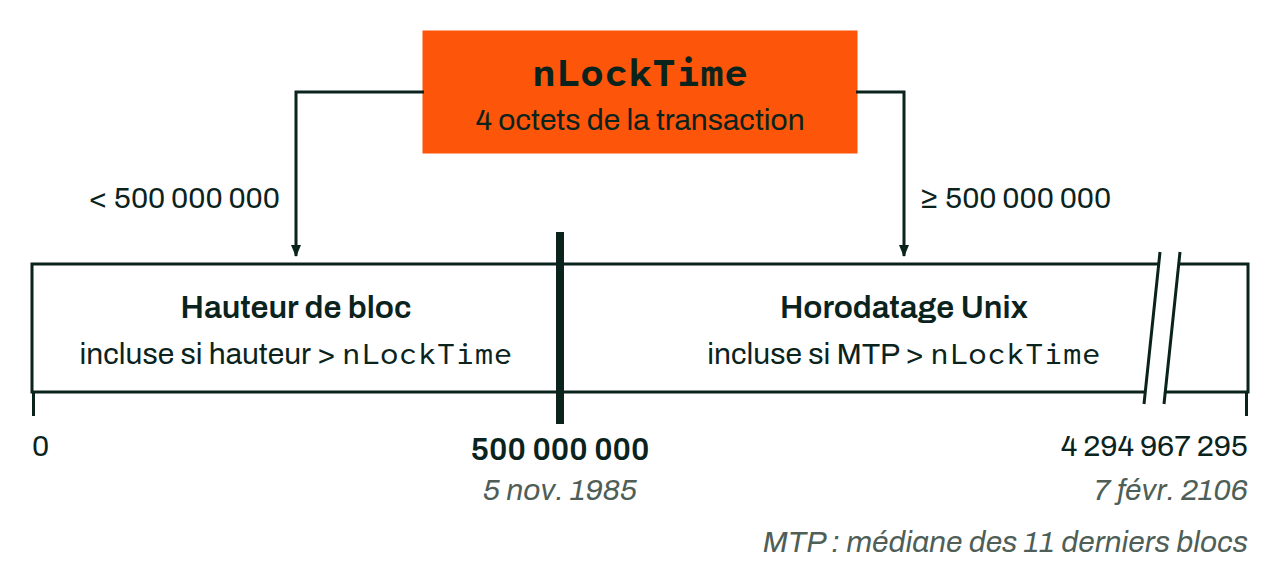 nLockTime
4 octets de la transaction
< 500 000 000
≥ 500 000 000
Hauteur de bloc
incluse si hauteur > nLockTime
Horodatage Unix
incluse si MTP > nLockTime
0
500 000 000
5 nov. 1985
4 294 967 295
7 févr. 2106
MTP : médiane des 11 derniers blocs